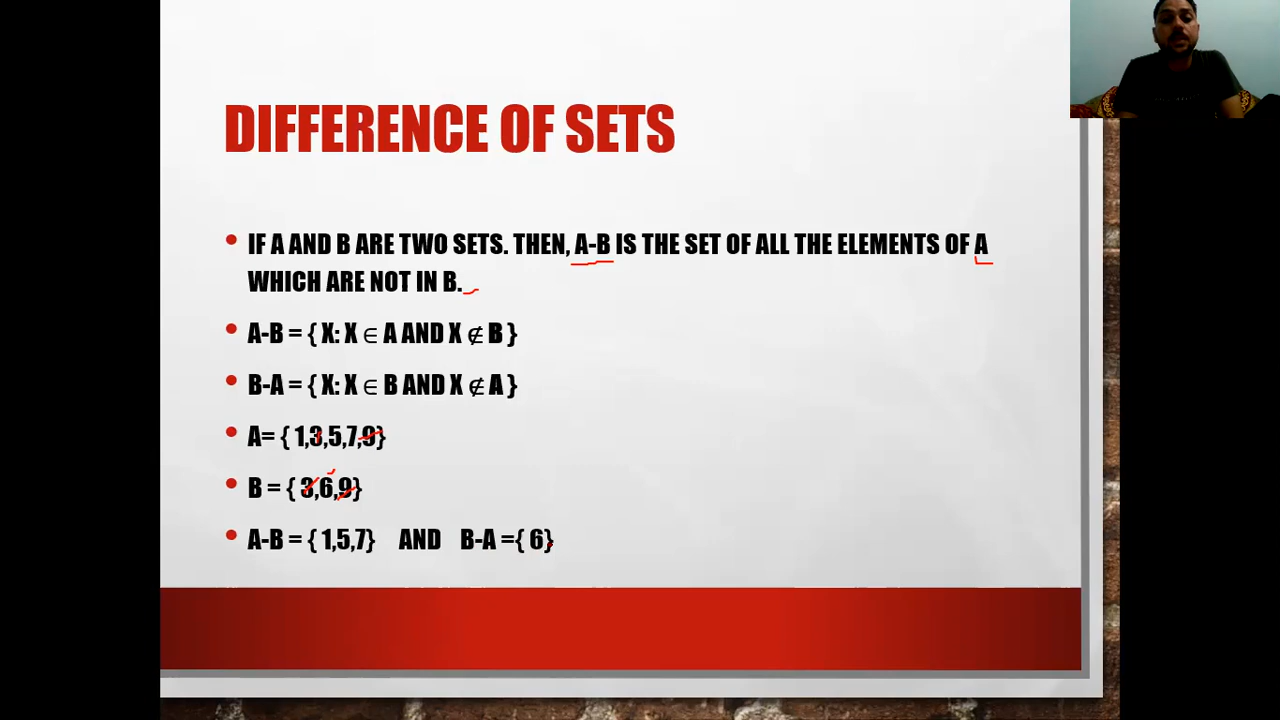 DIFFERENCE OF SETS
• IF A AND B ARE TWO SETS. THEN, A-B IS THE SET OF ALL THE ELEMENTS OF A
WHICH ARE NOT IN B.
• A-B = { X: X ∈ A AND X ∉ B }
• B-A = { X: X ∈ B AND X ∉ A }
• A= { 1,3,5,7,9}
• B = { 3,6,9}
• A-B = { 1,5,7} AND B-A ={ 6}